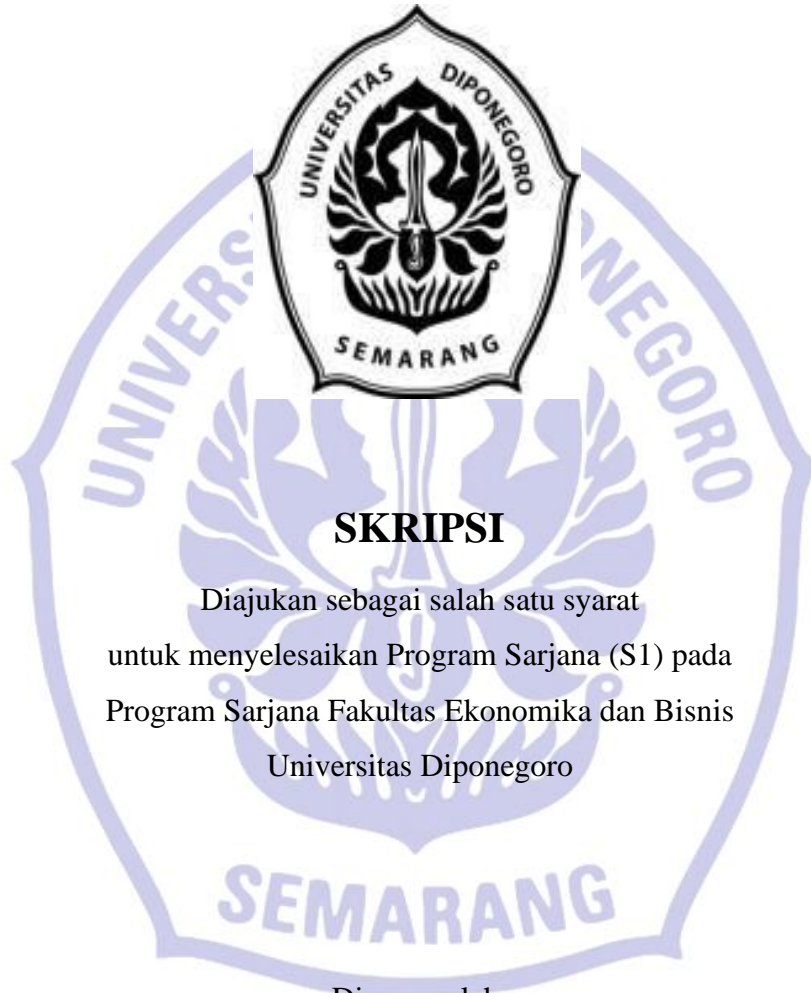 UNIVERSITAS DIPONEGORO
SEMARANG
SKRIPSI
Diajukan sebagai salah satu syarat
untuk menyelesaikan Program Sarjana (S1) pada
Program Sarjana Fakultas Ekonomika dan Bisnis
Universitas Diponegoro
SEMARANG